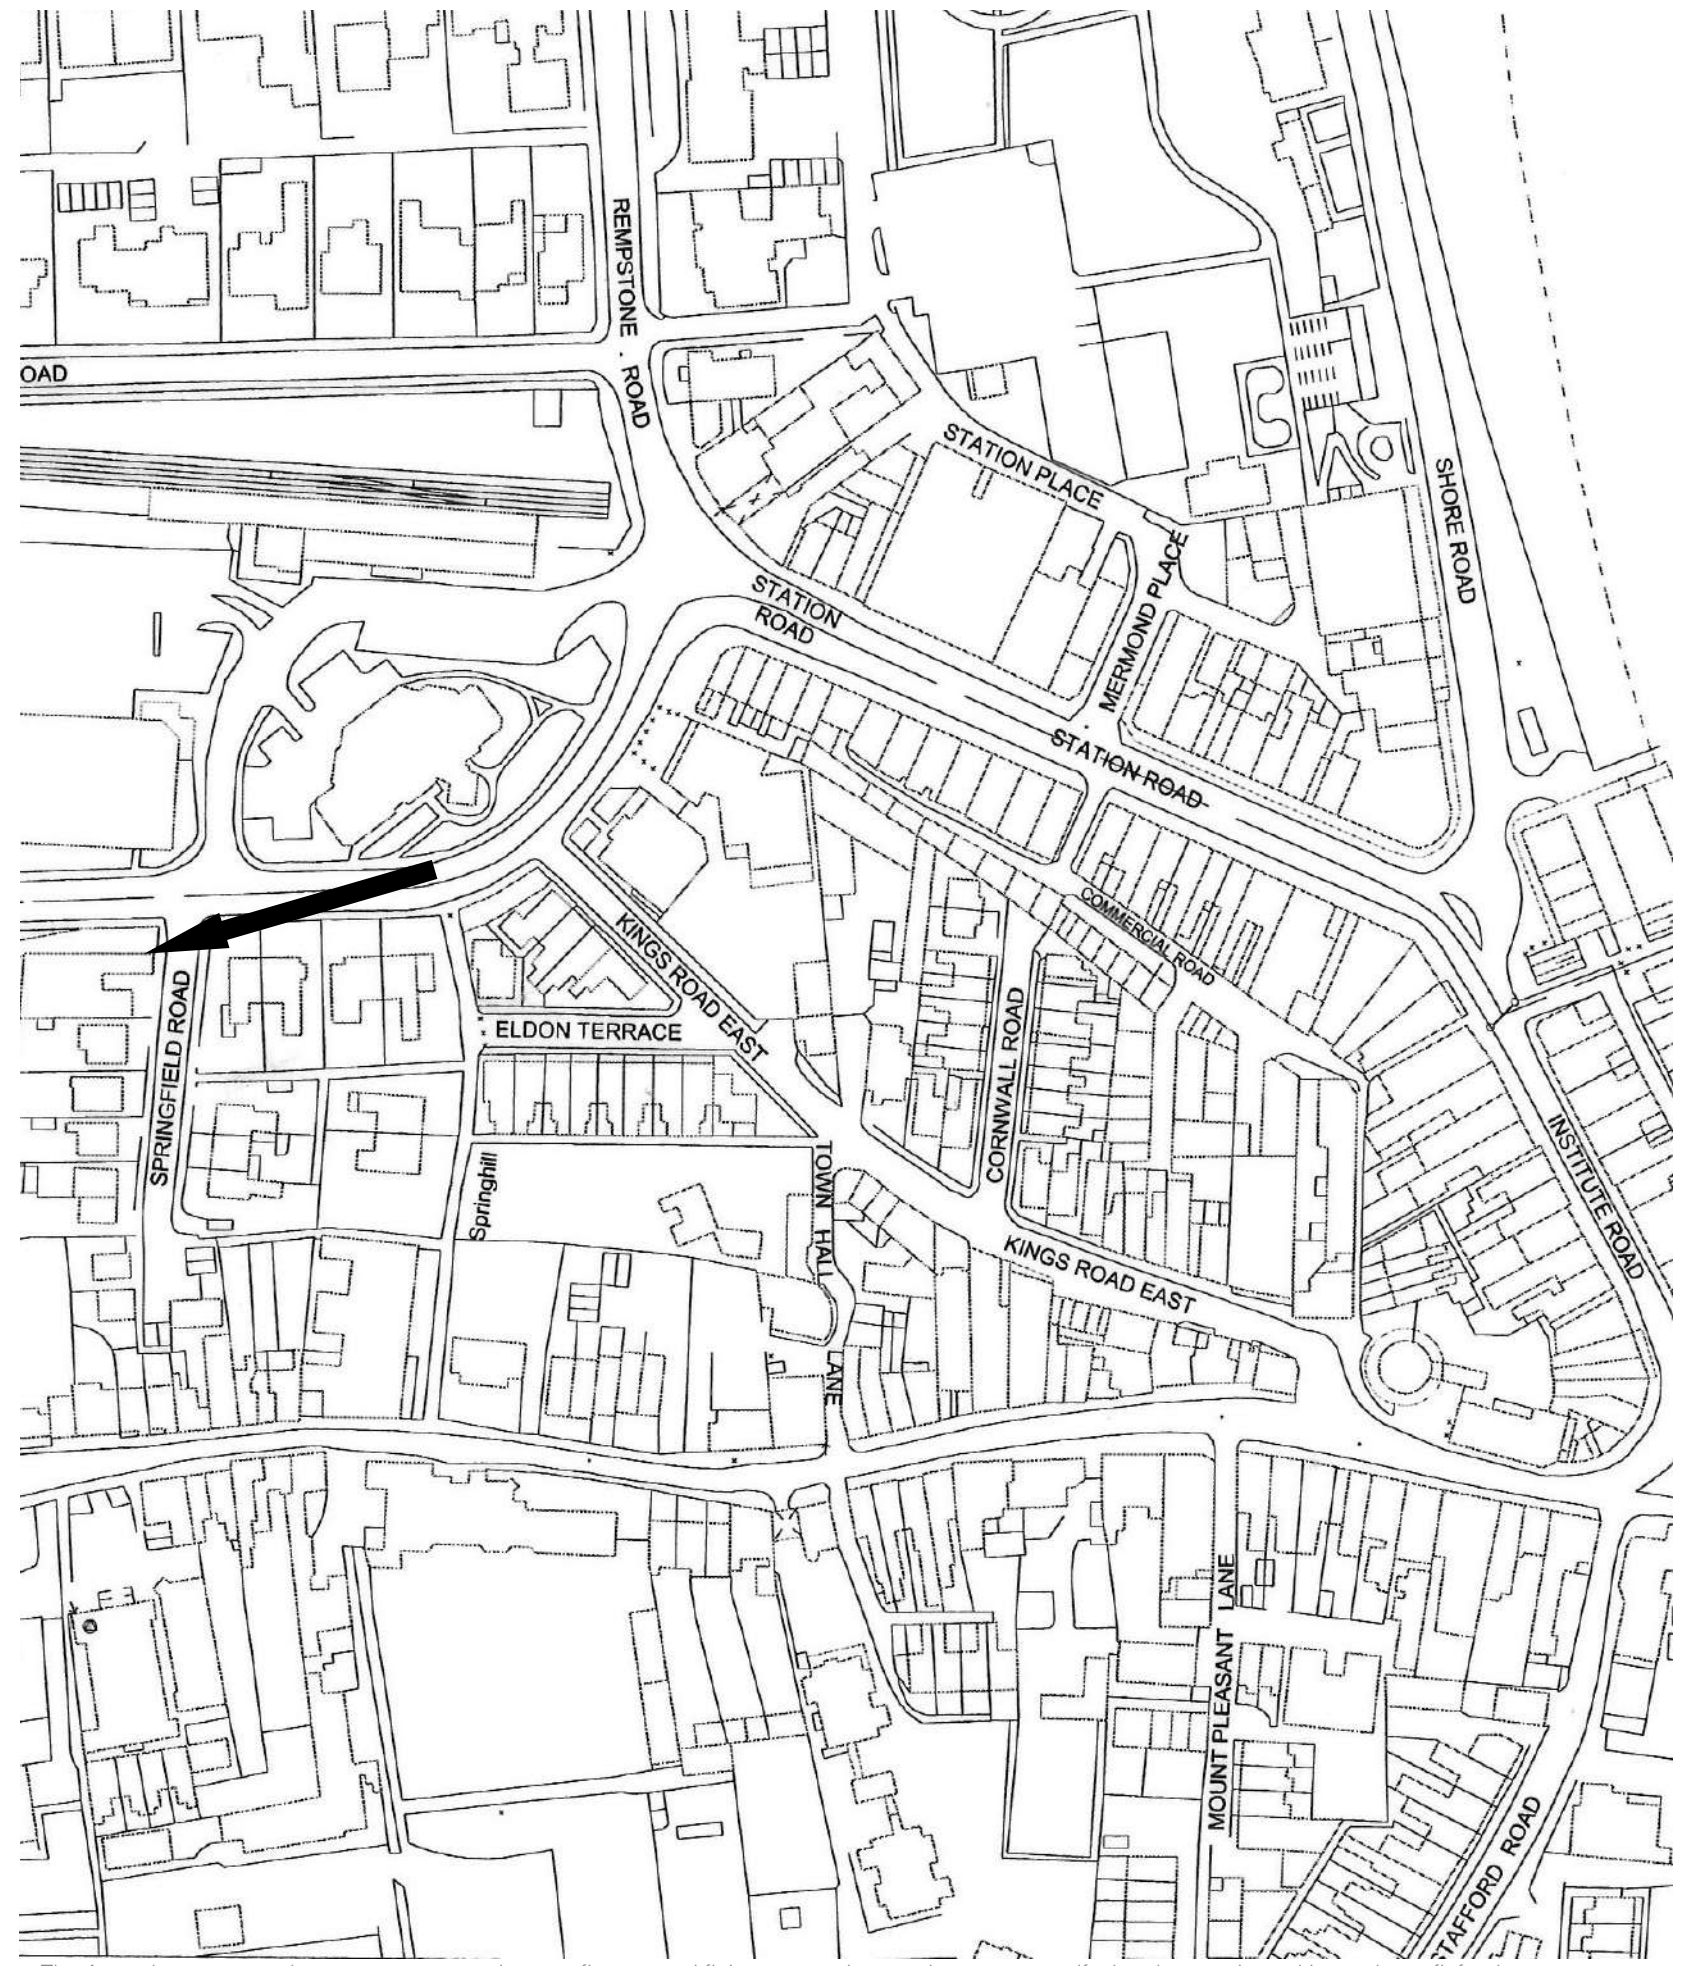 REMPSTONE . ROAD
OAD
STATION PLACE
SHORE ROAD
STATION
ROAD
MERMOND PLACE
STATION ROAD
COMMERCIAL ROAD
KINGS ROAD EAST
ELDON TERRACE
SPRINGFIELD ROAD
CORNWALL ROAD
INSTITUTE ROAD
Springhill
TOWN HALL LANE
KINGS ROAD EAST
MOUNT PLEASANT LANE
STAFFORD ROAD